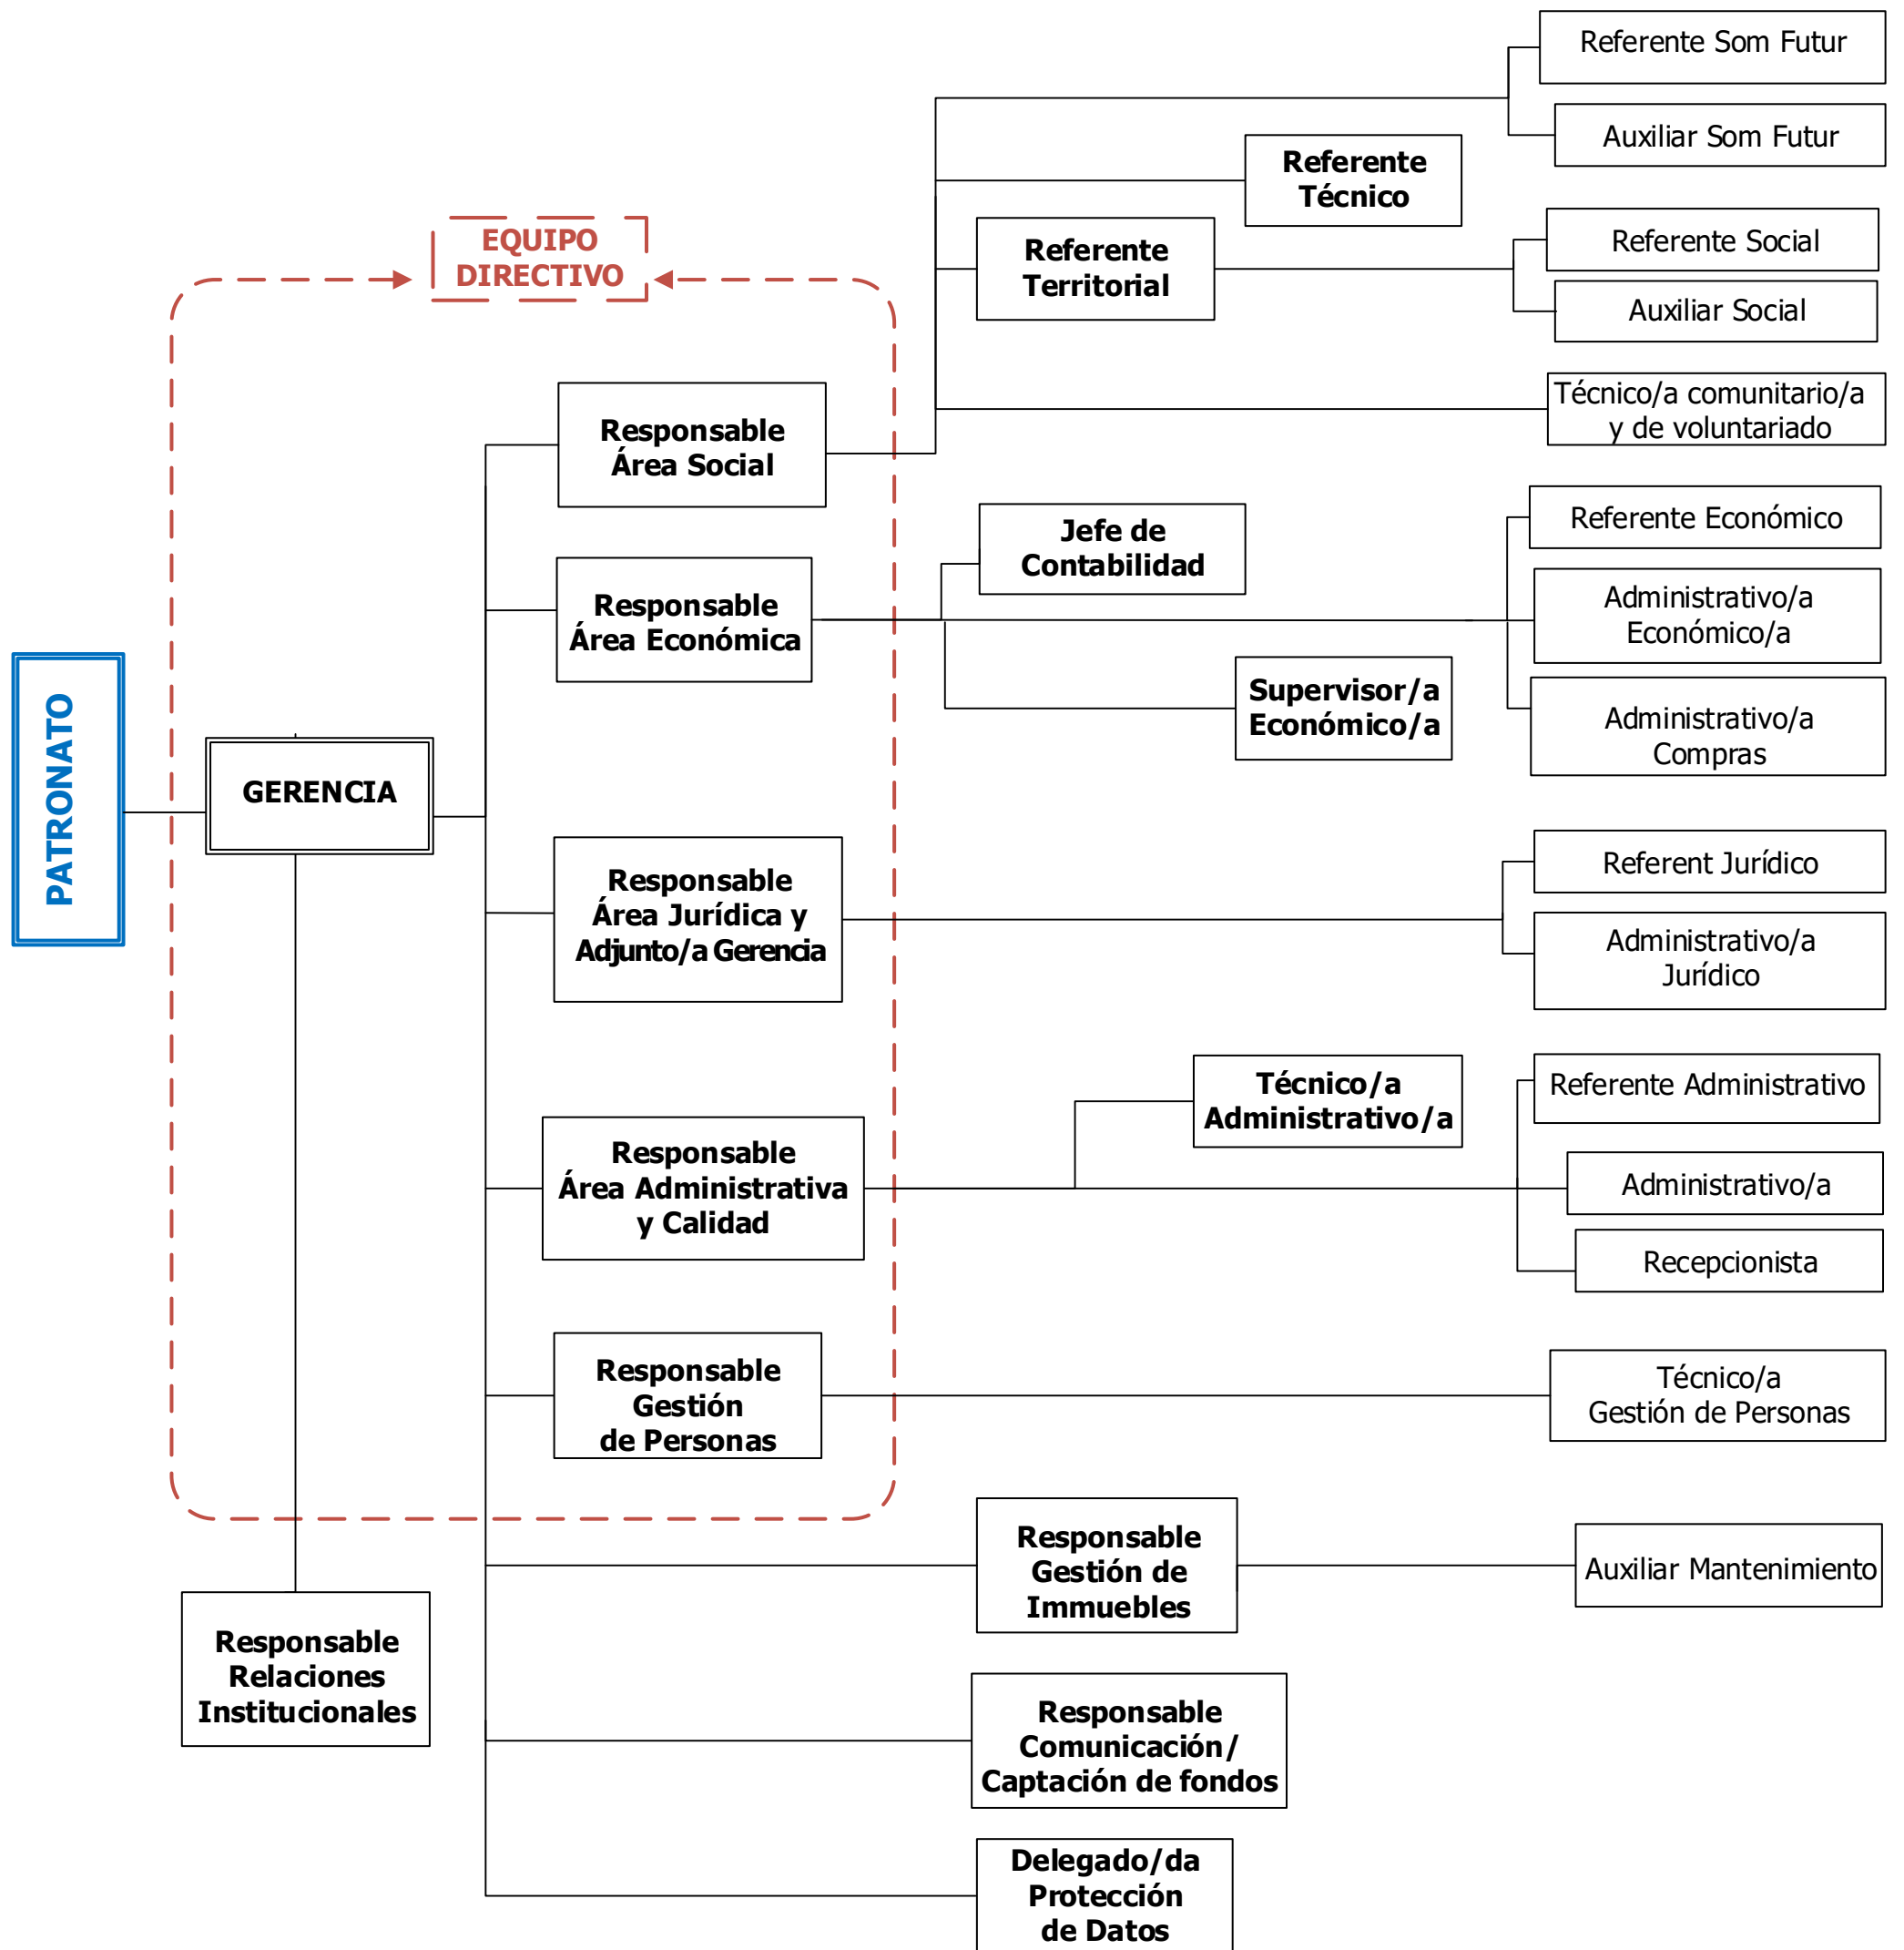 Referente Som Futur
Auxiliar Som Futur
Referente
Técnico
EQUIPO
DIRECTIVO
Referente
Territorial
Referente Social
Auxiliar Social
Técnico/a comunitario/a
y de voluntariado
Responsable
Área Social
Jefe de
Contabilidad
Referente Económico
Responsable
Área Económica
Administrativo/a
Económico/a
Supervisor/a
Económico/a
Administrativo/a
Compras
PATRONATO
GERENCIA
Responsable
Área Jurídica y
Adjunto/a Gerencia
Referent Jurídico
Administrativo/a
Jurídico
Técnico/a
Administrativo/a
Referente Administrativo
Responsable
Área Administrativa
y Calidad
Administrativo/a
Recepcionista
Responsable
Gestión
de Personas
Técnico/a
Gestión de Personas
Responsable
Gestión de
Immuebles
Auxiliar Mantenimiento
Responsable
Relaciones
Institucionales
Responsable
Comunicación/
Captación de fondos
Delegado/da
Protección
de Datos